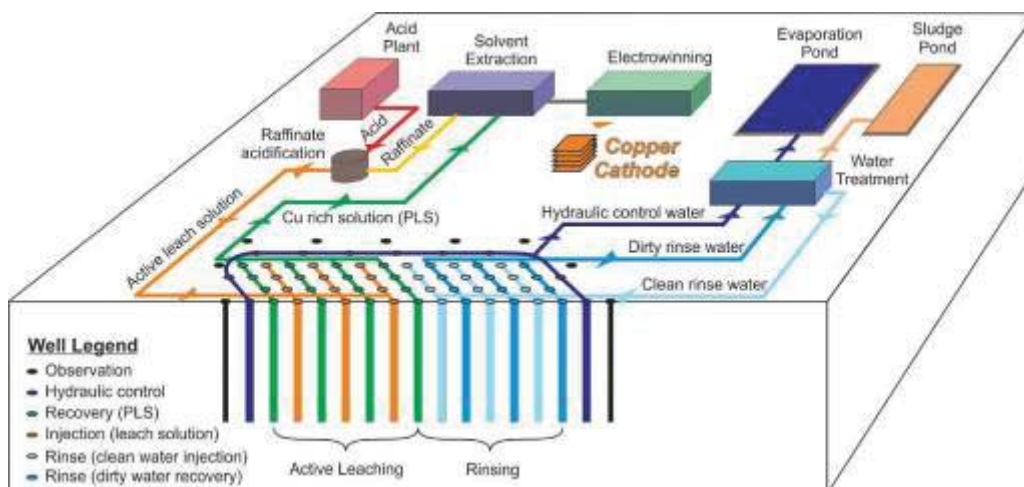 Acid
Plant
Solvent
Extraction
Electrowinning
Evaporation
Pond
Sludge
Pond
Raffinate
acidification
Acid
Raffinate
Copper
Cathode
Water
Treatment
Active leach solution
Cu rich solution (PLS)
Hydraulic control water
Dirty rinse water
Clean rinse water
Well Legend
Observation
Hydraulic control
Recovery (PLS)
Injection (leach solution)
Rinse (clean water injection)
Rinse (dirty water recovery)
Active Leaching
Rinsing